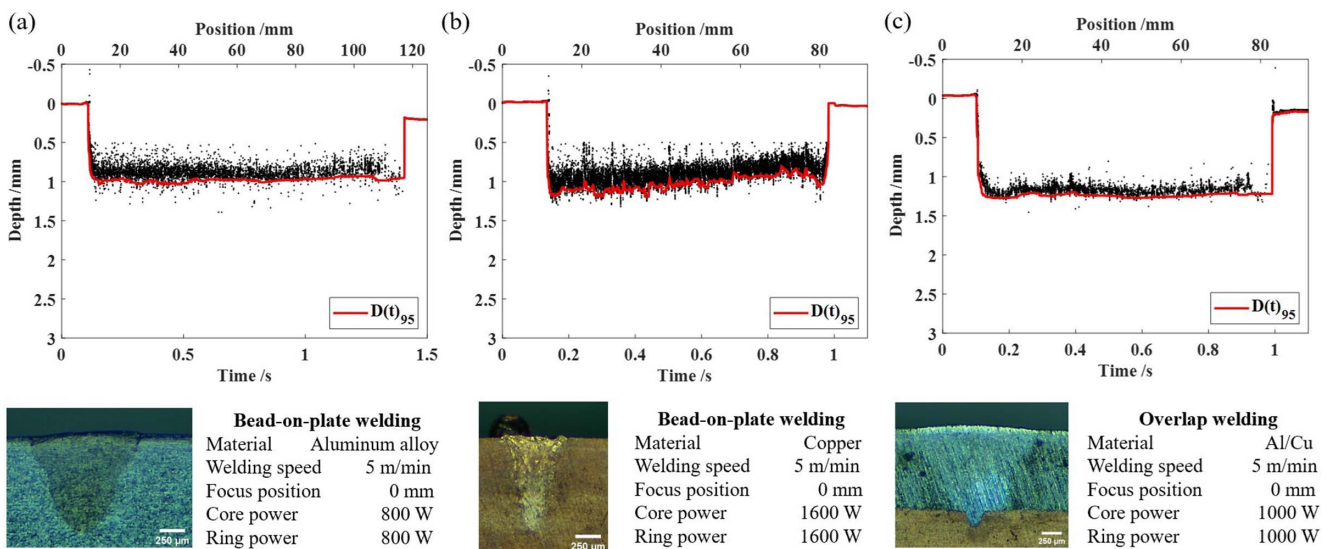 (a)
Position /mm
0 20 40 60 80 100 120
-0.5
0
0.5
1
1.5
2
2.5
3
Depth /mm
D(t)95
0 0.5 1 1.5
Time /s
(b)
Position /mm
0 20 40 60 80
-0.5
0
0.5
1
1.5
2
2.5
3
Depth /mm
D(t)95
0 0.2 0.4 0.6 0.8 1
Time /s
(c)
Position /mm
0 20 40 60 80
-0.5
0
0.5
1
1.5
2
2.5
3
Depth /mm
D(t)95
0 0.2 0.4 0.6 0.8 1
Time /s
250 μm
Bead-on-plate welding
Material Aluminum alloy
Welding speed 5 m/min
Focus position 0 mm
Core power 800 W
Ring power 800 W
250 μm
Bead-on-plate welding
Material Copper
Welding speed 5 m/min
Focus position 0 mm
Core power 1600 W
Ring power 1600 W
250 μm
Overlap welding
Material Al/Cu
Welding speed 5 m/min
Focus position 0 mm
Core power 1000 W
Ring power 1000 W